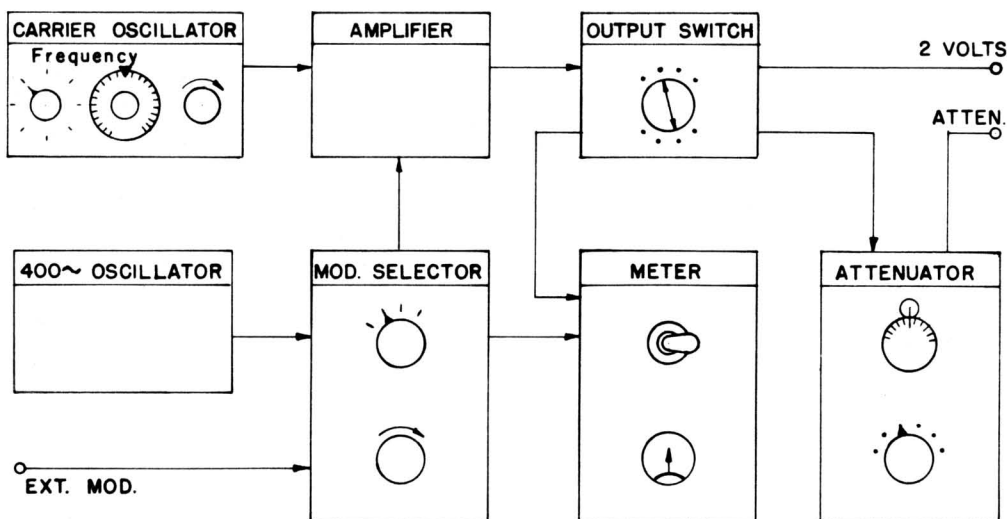 CARRIER OSCILLATOR
Frequency
AMPLIFIER
OUTPUT SWITCH
2 VOLTS
ATTEN.
400~ OSCILLATOR
MOD. SELECTOR
METER
ATTENUATOR
EXT. MOD.